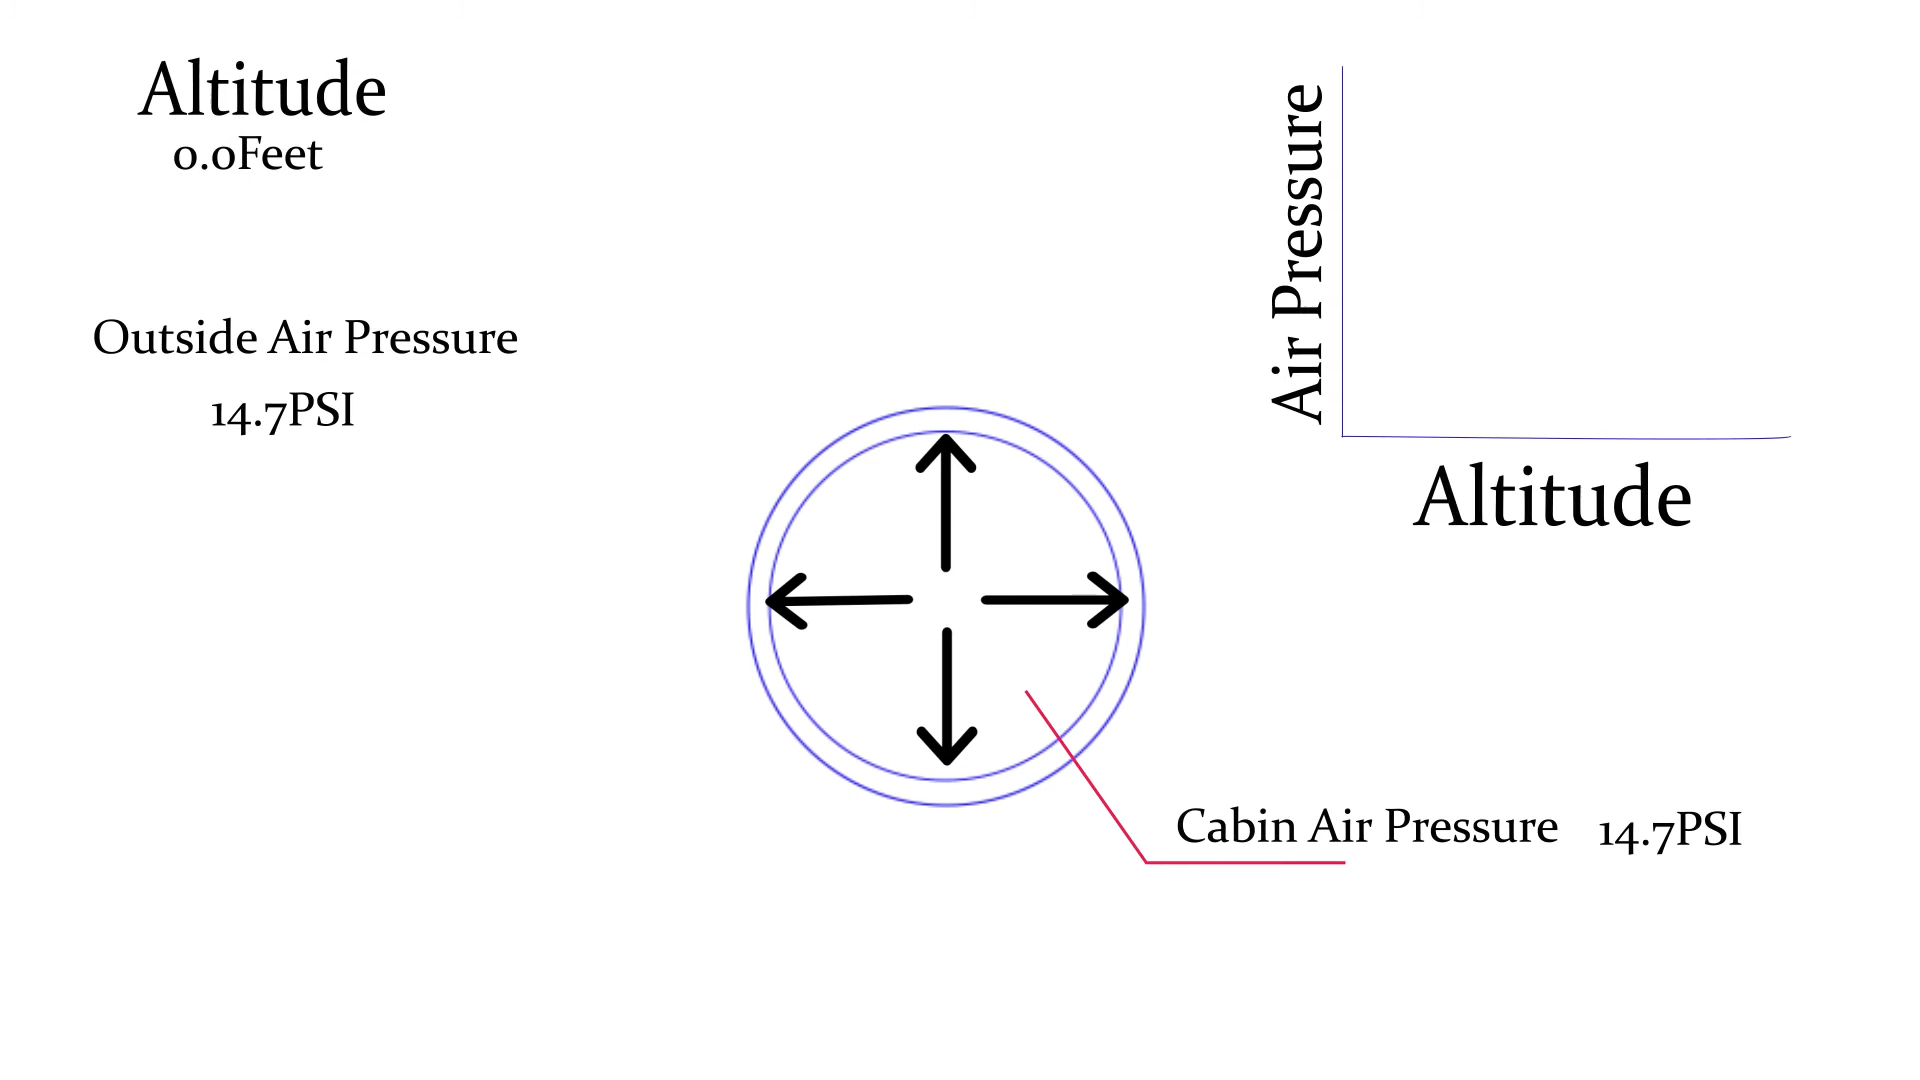 Altitude
0.0Feet
Outside Air Pressure
14.7PSI
Air Pressure
Altitude
Cabin Air Pressure 14.7PSI